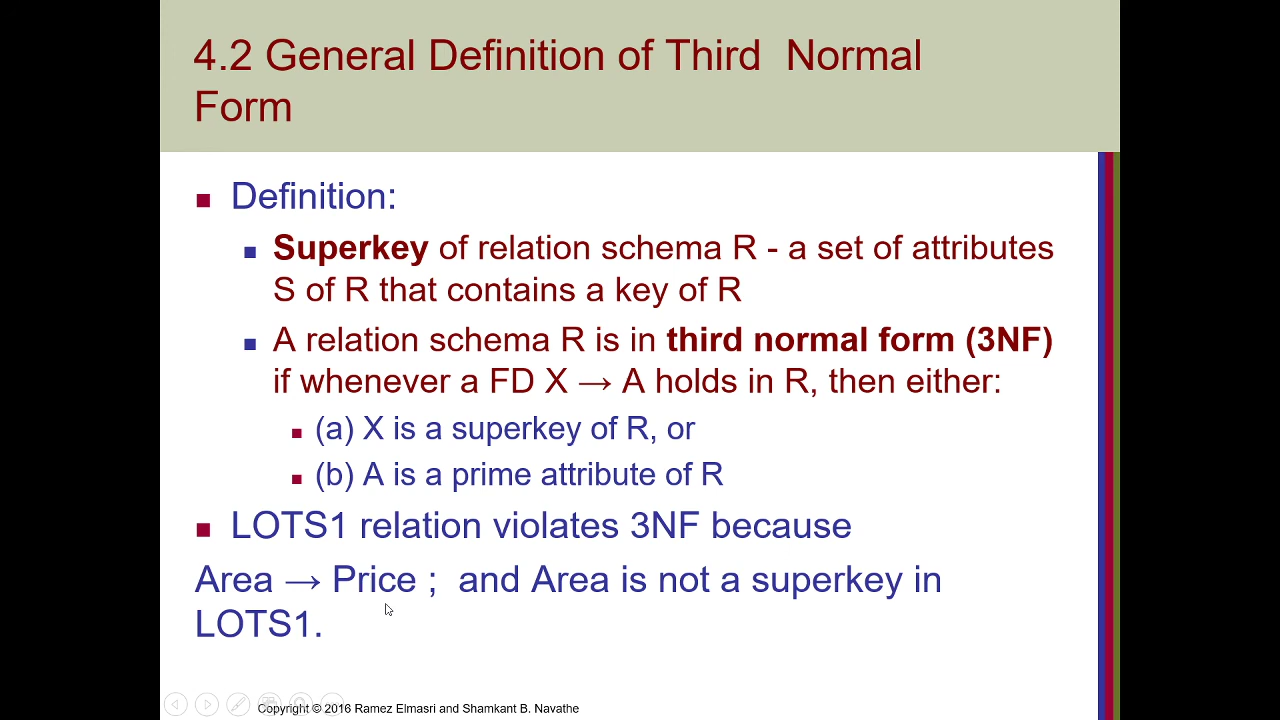 4.2 General Definition of Third Normal
Form
Definition:
Superkey of relation schema R - a set of attributes
S of R that contains a key of R
A relation schema R is in third normal form (3NF)
if whenever a FD X → A holds in R, then either:
(a) X is a superkey of R, or
(b) A is a prime attribute of R
LOTS1 relation violates 3NF because
Area → Price ; and Area is not a superkey in
LOTS1.
Copyright © 2016 Ramez Elmasri and Shamkant B. Navathe